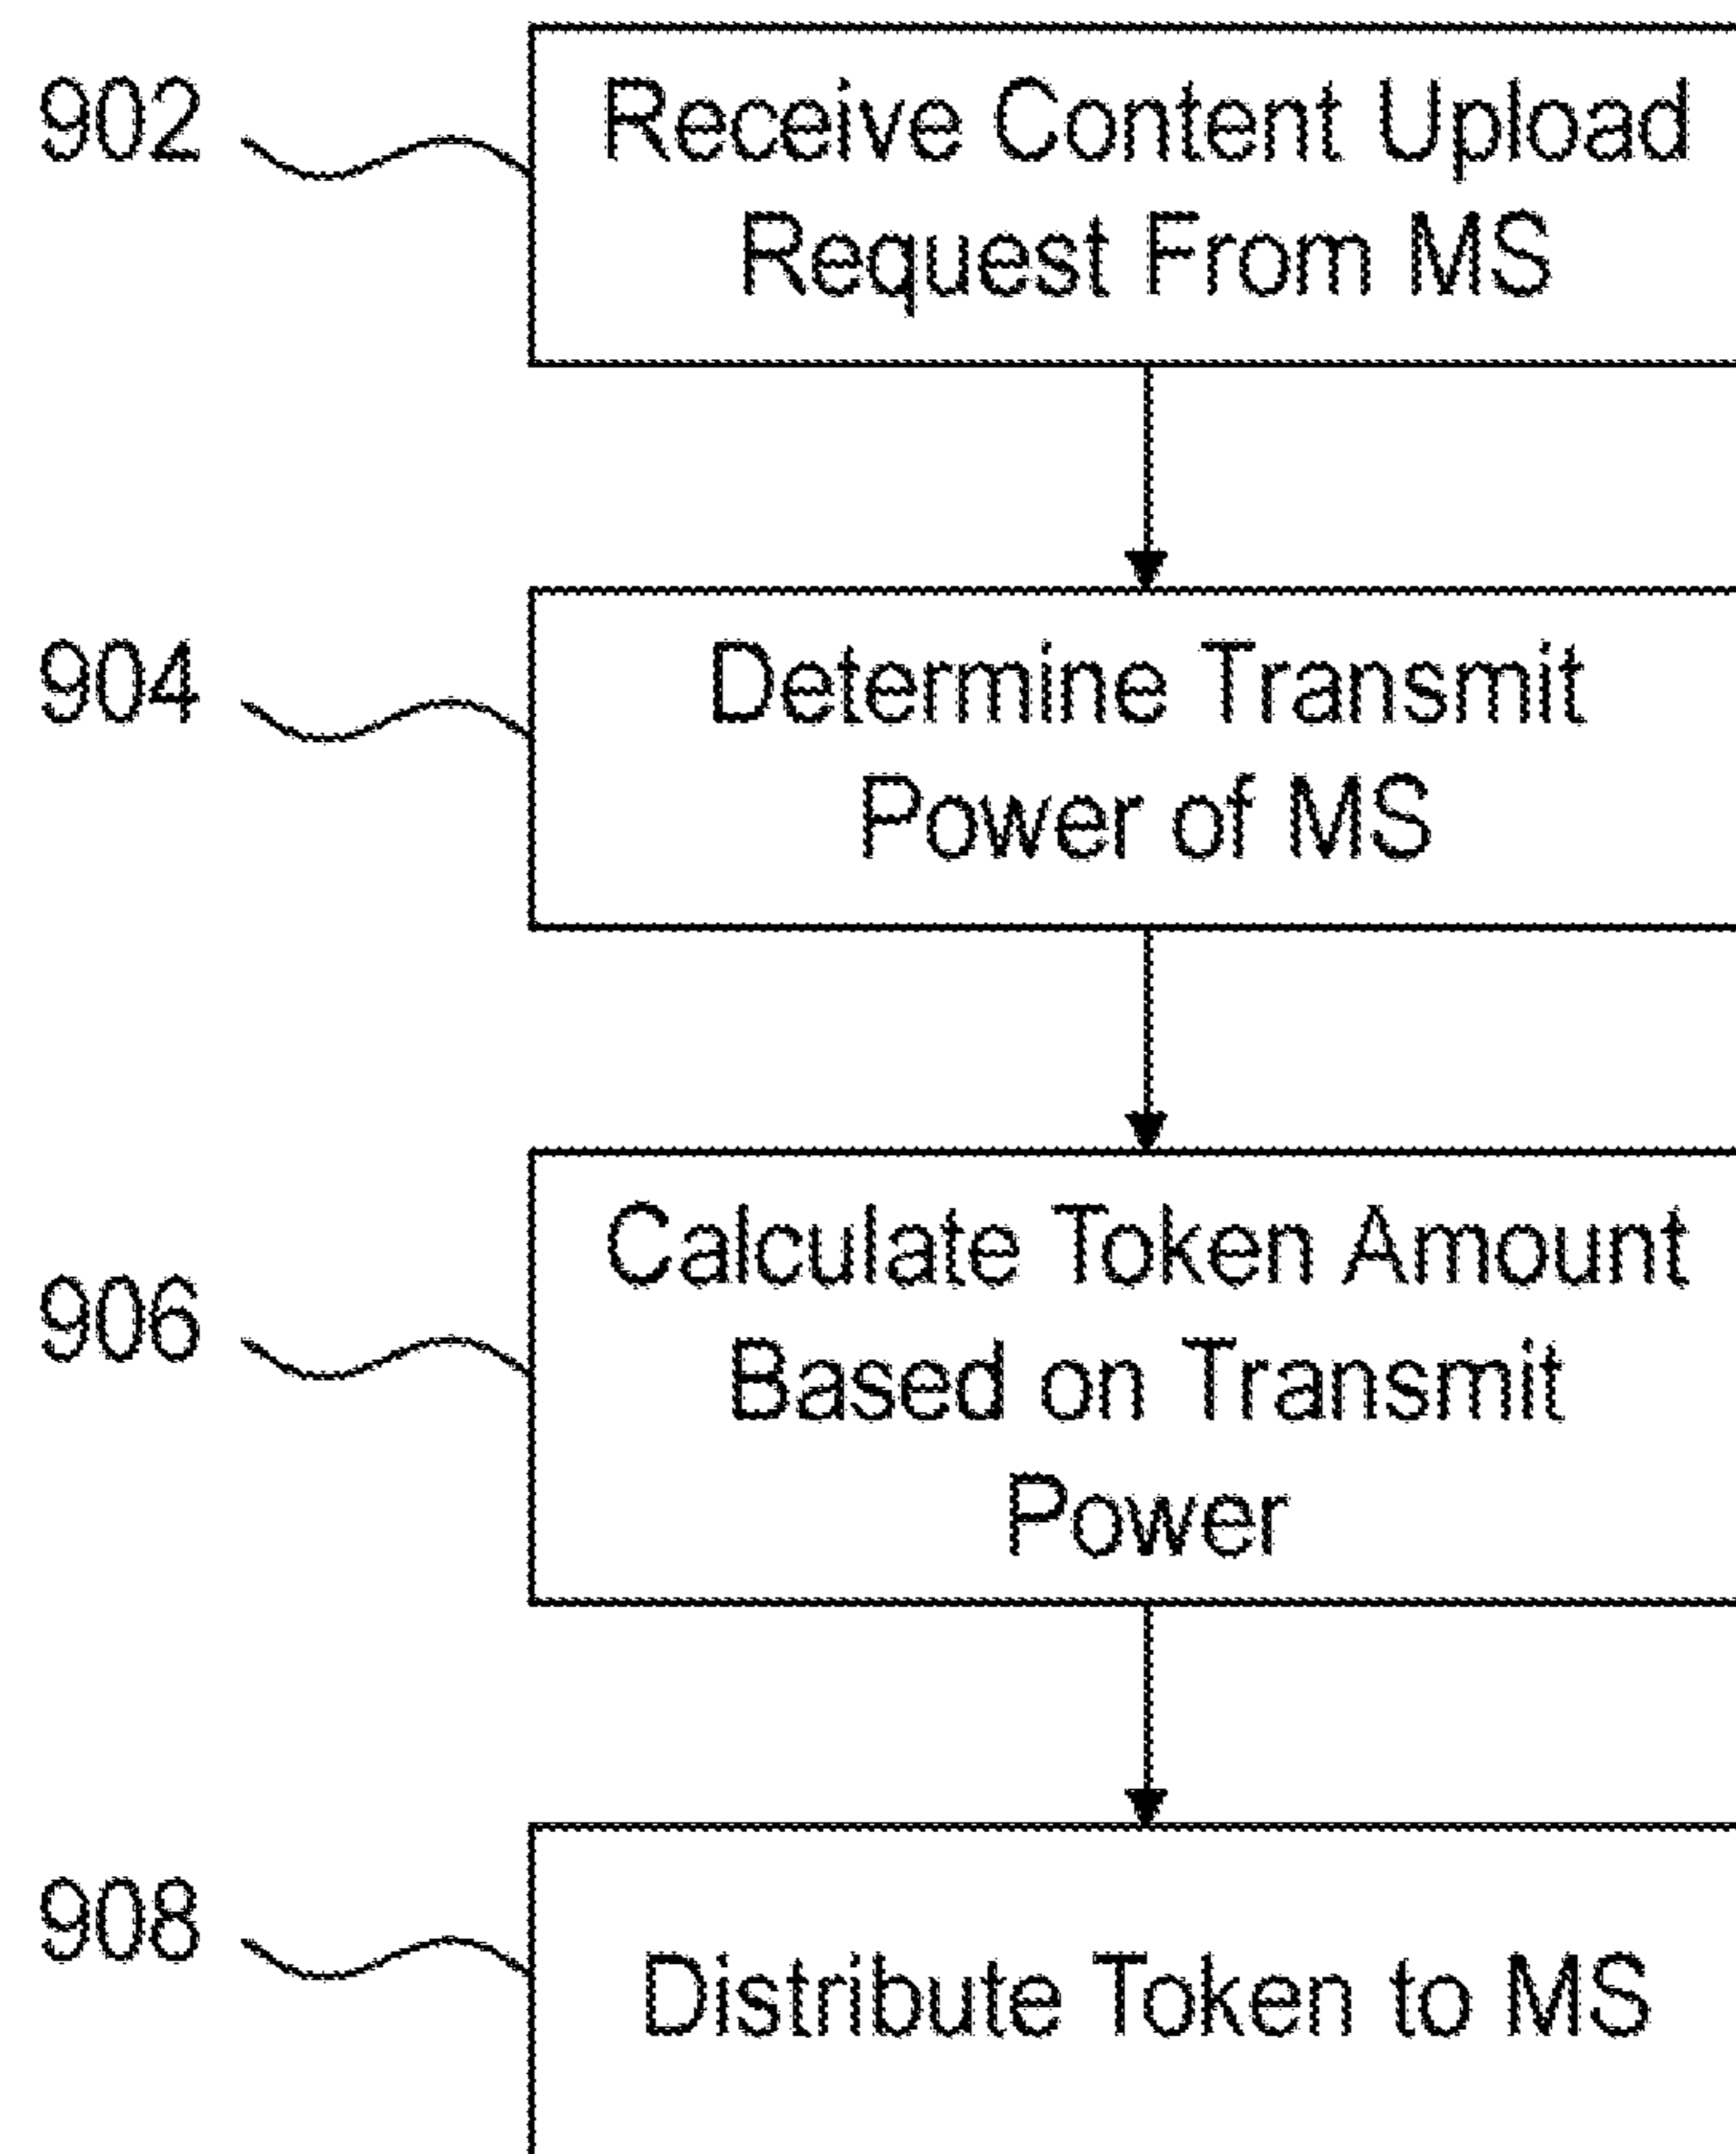 902
Receive Content Upload
Request From MS
904
Determine Transmit
Power of MS
906
Calculate Token Amount
Based on Transmit
Power
908
Distribute Token to MS